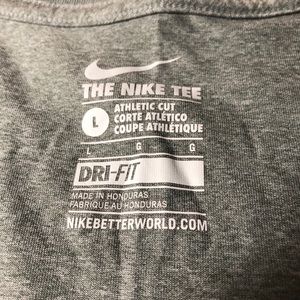 THE NIKE TEE
L
ATHLETIC CUT
CORTE ATLÉTICO
COUPE ATHLÉTIQUE
L G G
DRI-FIT
MADE IN HONDURAS
FABRIQUÉ AU HONDURAS
NIKEBETTERWORLD.COM